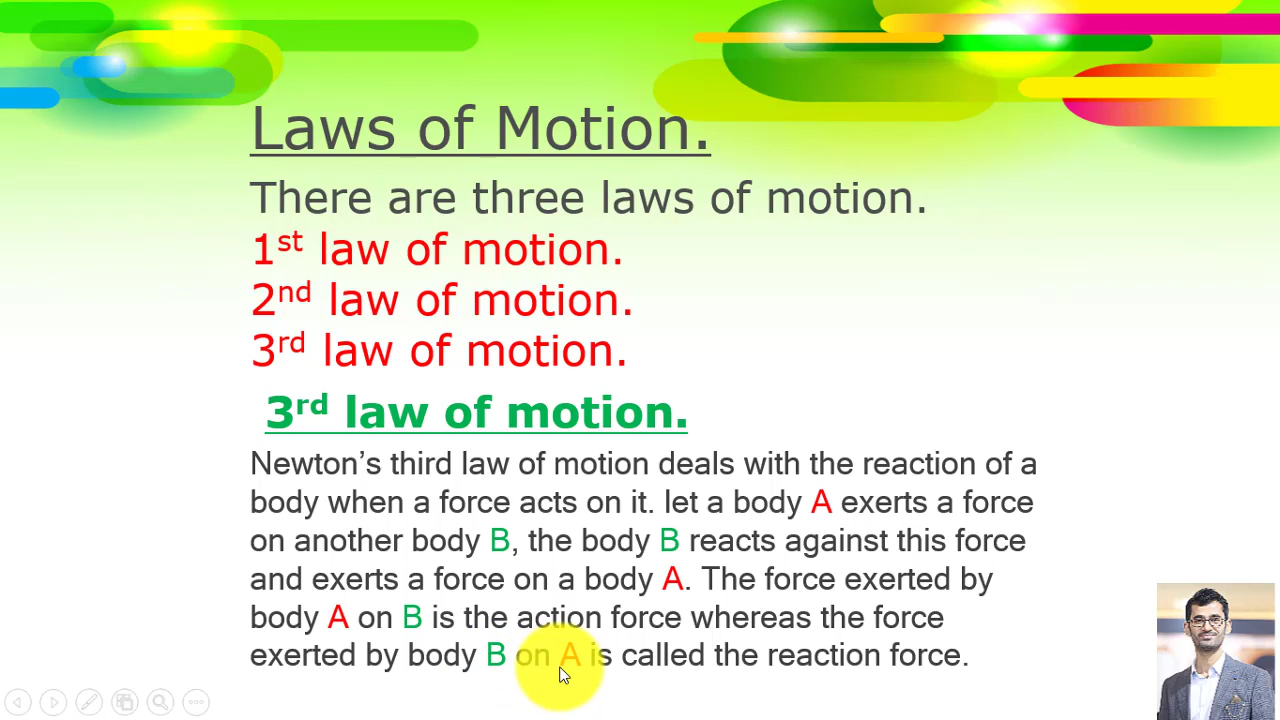 Laws of Motion.
There are three laws of motion.
1st law of motion.
2nd law of motion.
3rd law of motion.
3rd law of motion.
Newton’s third law of motion deals with the reaction of a
body when a force acts on it. let a body A exerts a force
on another body B, the body B reacts against this force
and exerts a force on a body A. The force exerted by
body A on B is the action force whereas the force
exerted by body B on A is called the reaction force.